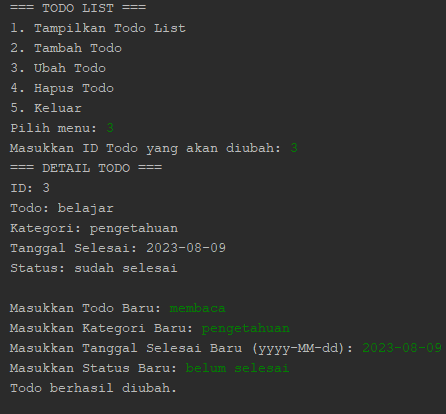 === TODO LIST ===
1. Tampilkan Todo List
2. Tambah Todo
3. Ubah Todo
4. Hapus Todo
5. Keluar
Pilih menu: 3
Masukkan ID Todo yang akan diubah: 3
=== DETAIL TODO ===
ID: 3
Todo: belajar
Kategori: pengetahuan
Tanggal Selesai: 2023-08-09
Status: sudah selesai
Masukkan Todo Baru: membaca
Masukkan Kategori Baru: pengetahuan
Masukkan Tanggal Selesai Baru (yyyy-MM-dd): 2023-08-09
Masukkan Status Baru: belum selesai
Todo berhasil diubah.